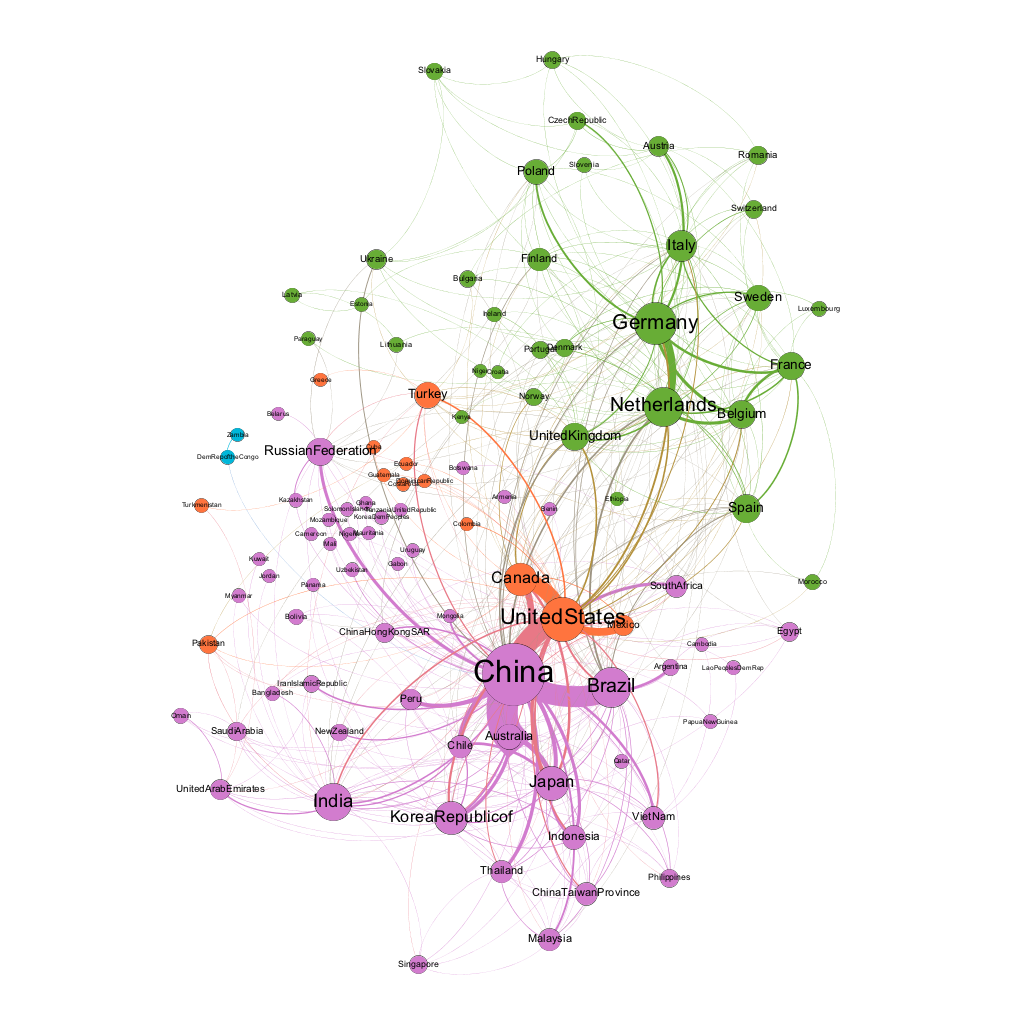 Hungary
Slovakia
CzechRepublic
Austria
Romania
Slovenia
Poland
Switzerland
Italy
Ukraine
Finland
Bulgaria
Latvia
Sweden
Estonia
Luxembourg
Ireland
Germany
Paraguay
Lithuania
Portugal
Denmark
France
Niger
Croatia
Greece
Turkey
Norway
Netherlands
Belarus
Belgium
Kenya
Zambia
UnitedKingdom
Cuba
RussianFederation
DemRepoftheCongo
Ecuador
Botswana
Guatemala
DominicanRepublic
CostaRica
Armenia
Ethiopia
Kazakhstan
Ghana
Turkmenistan
SolomonIslands
TanzaniaUnitedRepublic
Benin
Spain
KoreaDemPeoples
Mozambique
Colombia
Cameroon
Nigeria
Mauritania
Mali
Uruguay
Kuwait
Gabon
Uzbekistan
Jordan
Canada
Morocco
Panama
SouthAfrica
Myanmar
Bolivia
Mongolia
UnitedStates
Mexico
ChinaHongKongSAR
Egypt
Pakistan
Cambodia
Argentina
LaoPeoplesDemRep
China
IranIslamicRepublic
Brazil
Bangladesh
Peru
Oman
PapuaNewGuinea
SaudiArabia
NewZealand
Australia
Chile
Qatar
Japan
UnitedArabEmirates
India
KoreaRepublicof
VietNam
Indonesia
Thailand
Philippines
ChinaTaiwanProvince
Malaysia
Singapore